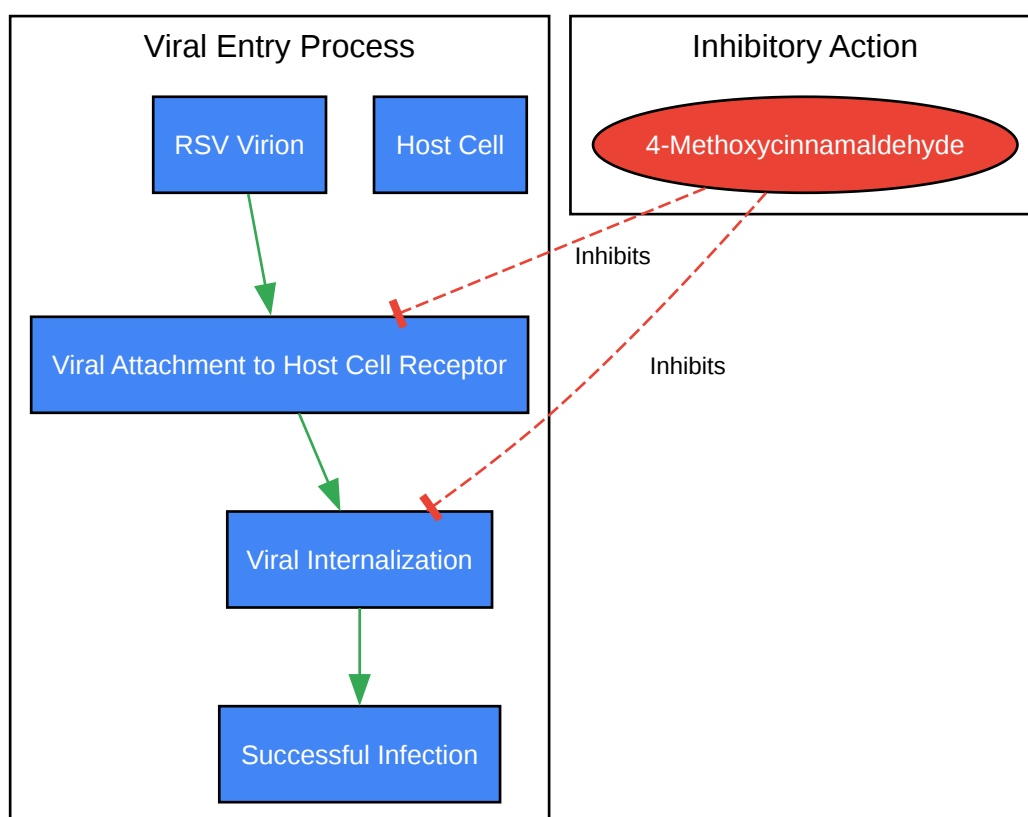 Viral Entry Process
Inhibitory Action
RSV Virion
Host Cell
4-Methoxycinnamaldehyde
Inhibits
Viral Attachment to Host Cell Receptor
Inhibits
Viral Internalization
Successful Infection